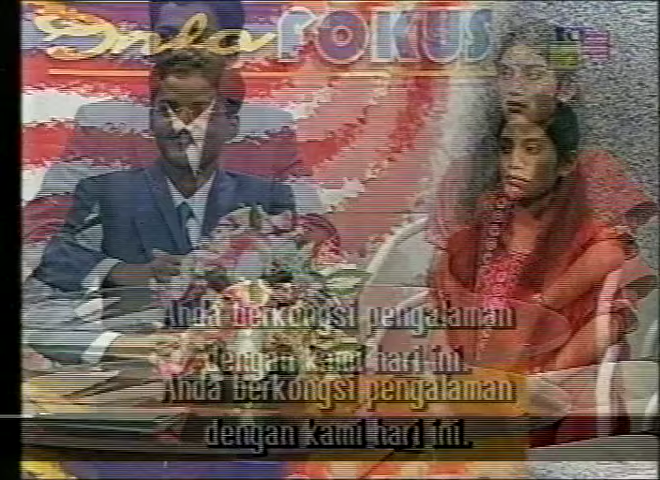 FOKUS
Anda berkongsi pengalaman
dengan kami hari ini.
Anda berkongsi pengalaman
dengan kami hari ini.